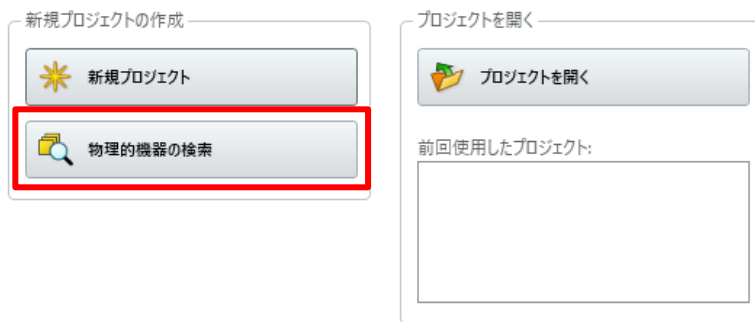 新規プロジェクトの作成
新規プロジェクト
物理的機器の検索
プロジェクトを開く
プロジェクトを開く
前回使用したプロジェクト: